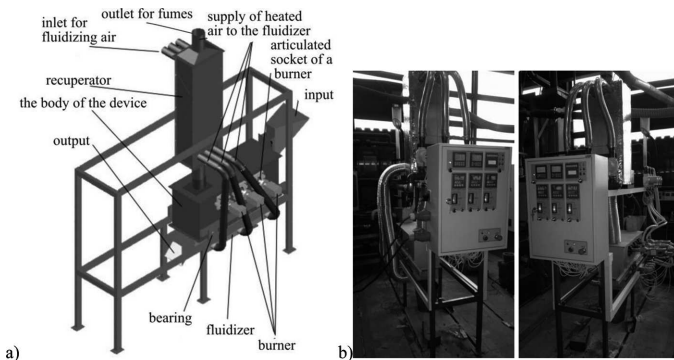 outlet for fumes
inlet for
fluidizing air
supply of heated
air to the fluidizer
articulated
socket of a
burner
recuperator
input
the body of the device
output
bearing
fluidizer
burner
a)
b)